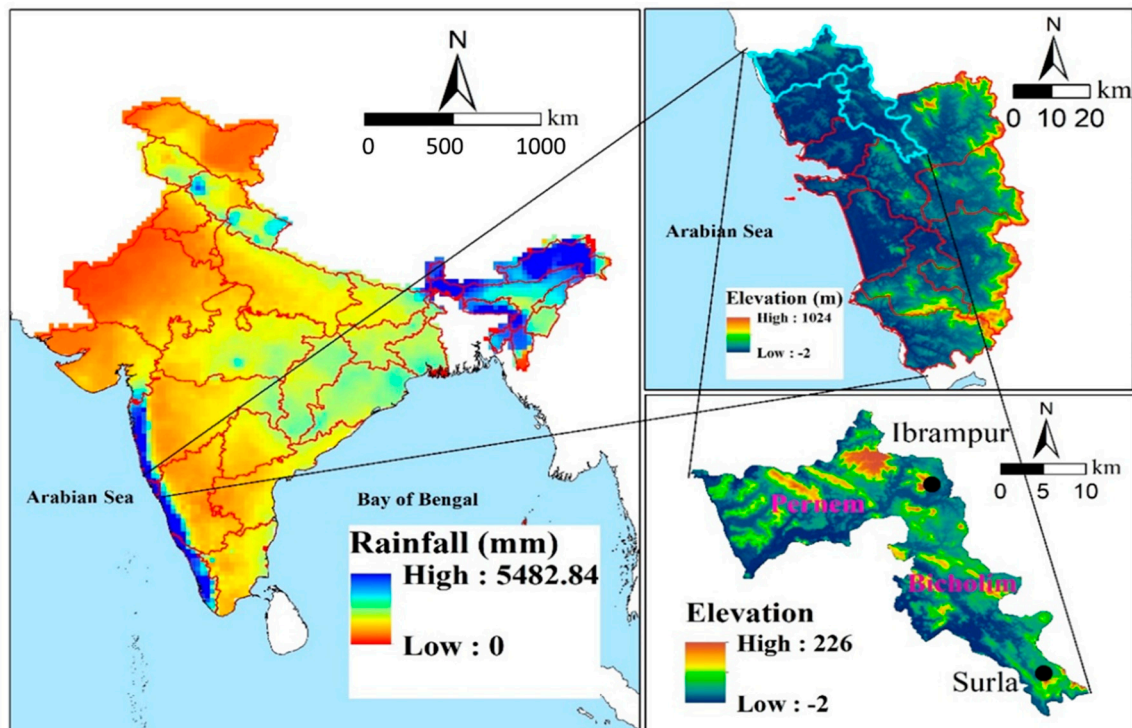 N
km
0 500 1000
Arabian Sea
Bay of Bengal
Rainfall (mm)
High : 5482.84
Low : 0
N
km
0 10 20
Arabian Sea
Elevation (m)
High : 1024
Low : -2
Ibrampur
N
km
0 5 10
Pernem
Bicholim
Elevation
High : 226
Low : -2
Surla